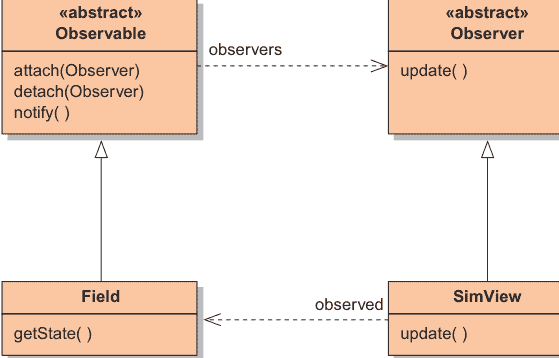 «abstract»
Observable
attach(Observer)
detach(Observer)
notify( )
observers
«abstract»
Observer
update( )
Field
getState( )
observed
SimView
update( )